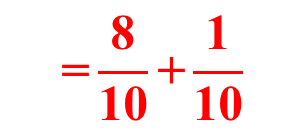 = 8/10 + 1/10